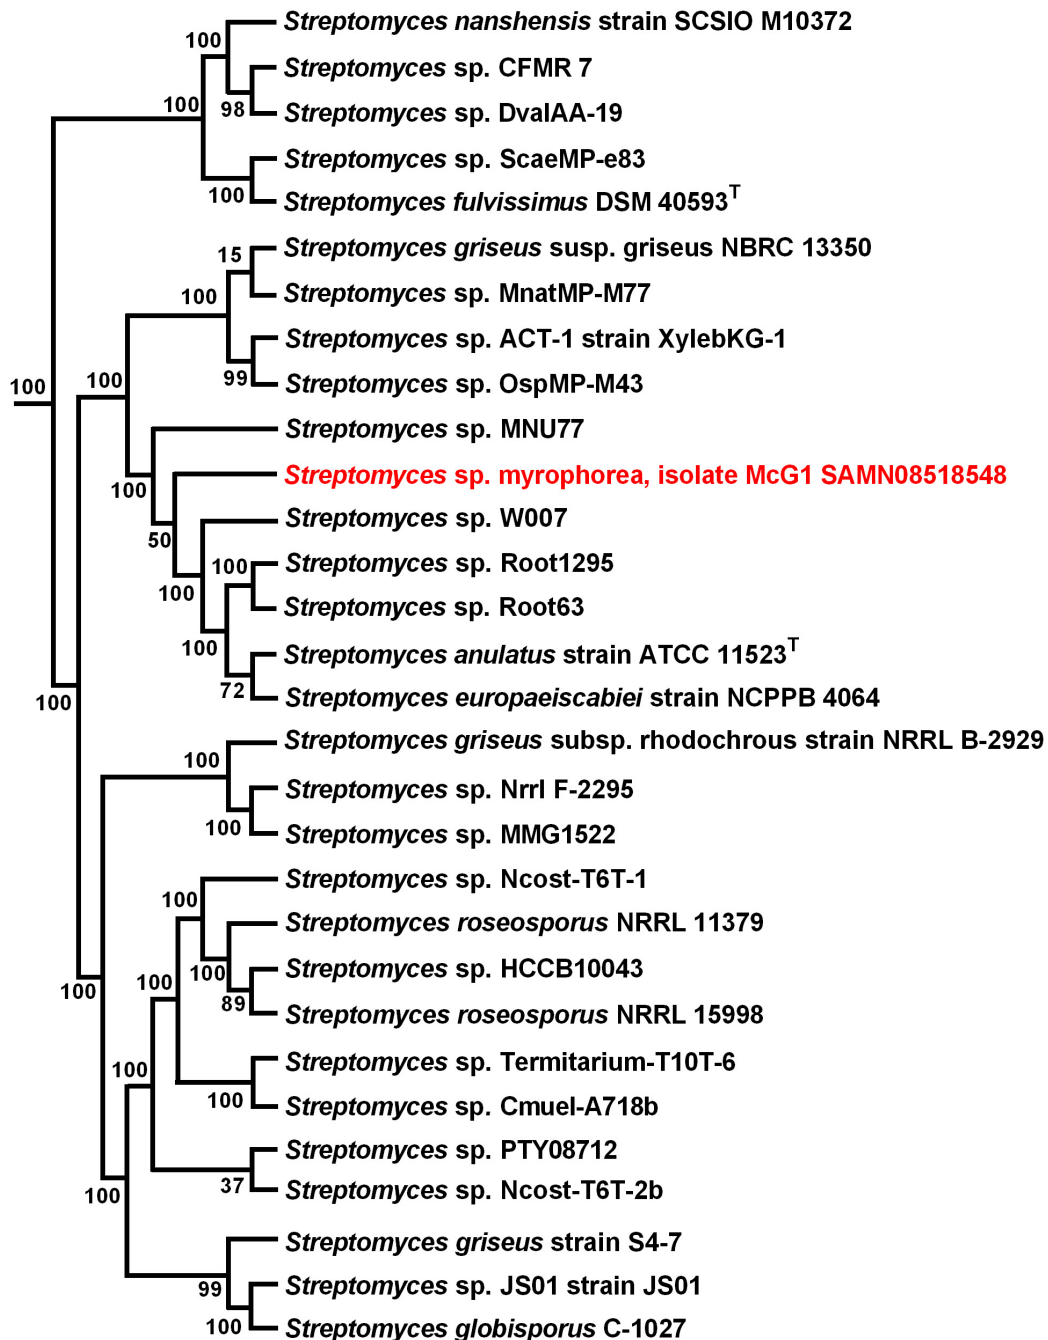 Streptomyces nanshensis strain SCSIO M10372
100
Streptomyces sp. CFMR 7
100
98
Streptomyces sp. DvalAA-19
Streptomyces sp. ScaeMP-e83
100
Streptomyces fulvissimus DSM 40593T
Streptomyces griseus susp. griseus NBRC 13350
15
Streptomyces sp. MnatMP-M77
100
Streptomyces sp. ACT-1 strain XylebKG-1
99
Streptomyces sp. OspMP-M43
100
100
Streptomyces sp. MNU77
Streptomyces sp. myrophorea, isolate McG1 SAMN08518548
100
Streptomyces sp. W007
50
Streptomyces sp. Root1295
100
100
Streptomyces sp. Root63
100
Streptomyces anulatus strain ATCC 11523T
72
Streptomyces europaeiscabiei strain NCPPB 4064
100
Streptomyces griseus subsp. rhodochrous strain NRRL B-2929
100
Streptomyces sp. Nrrl F-2295
100
Streptomyces sp. MMG1522
Streptomyces sp. Ncost-T6T-1
100
Streptomyces roseosporus NRRL 11379
100
Streptomyces sp. HCCB10043
100
100
89
Streptomyces roseosporus NRRL 15998
Streptomyces sp. Termitarium-T10T-6
100
100
Streptomyces sp. Cmuel-A718b
Streptomyces sp. PTY08712
37
Streptomyces sp. Ncost-T6T-2b
100
Streptomyces griseus strain S4-7
99
Streptomyces sp. JS01 strain JS01
100
Streptomyces globisporus C-1027